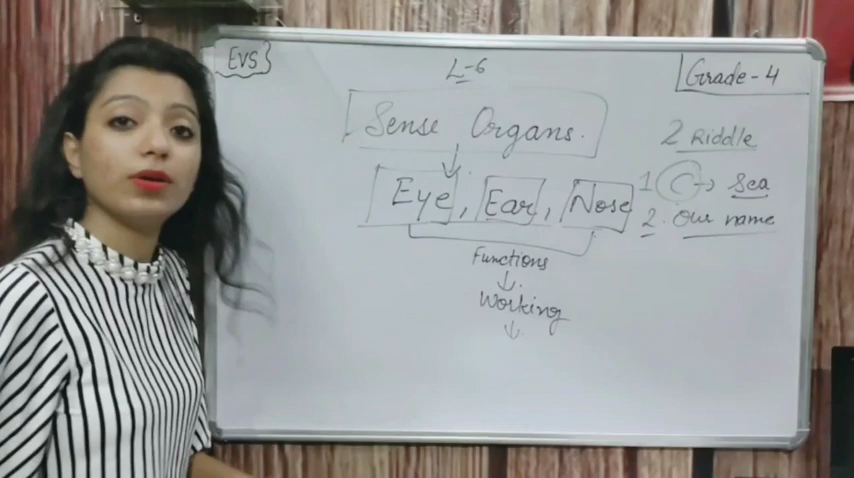 EVS
L-6
Grade-4
Sense Organs.
2 Riddle
Eye, Ear, Nose
1 C → Sea
2. Our name
Functions
Working